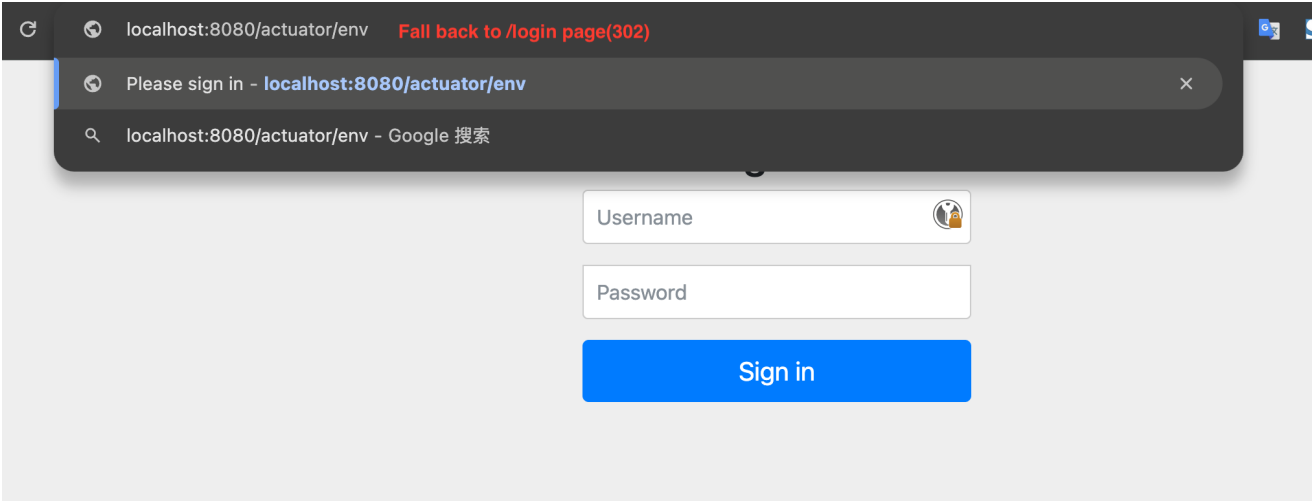 localhost:8080/actuator/env Fall back to /login page(302)
Please sign in - localhost:8080/actuator/env
localhost:8080/actuator/env - Google 搜索
Username
Password
Sign in